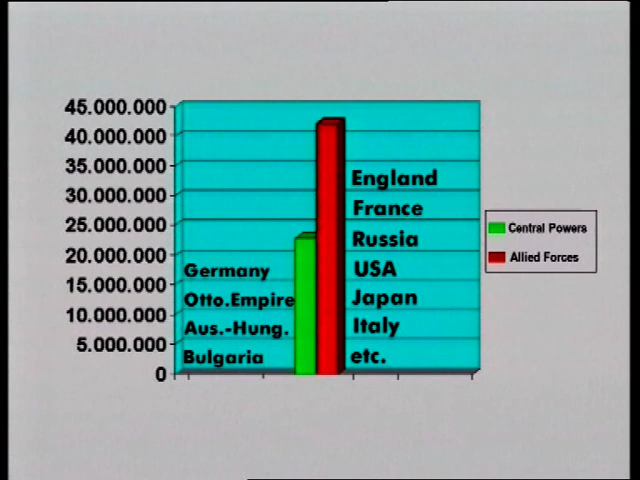 45.000.000
40.000.000
35.000.000
30.000.000
25.000.000
20.000.000
15.000.000
10.000.000
5.000.000
0
Germany
Otto.Empire
Aus.-Hung.
Bulgaria
England
France
Russia
USA
Japan
Italy
etc.
Central Powers
Allied Forces